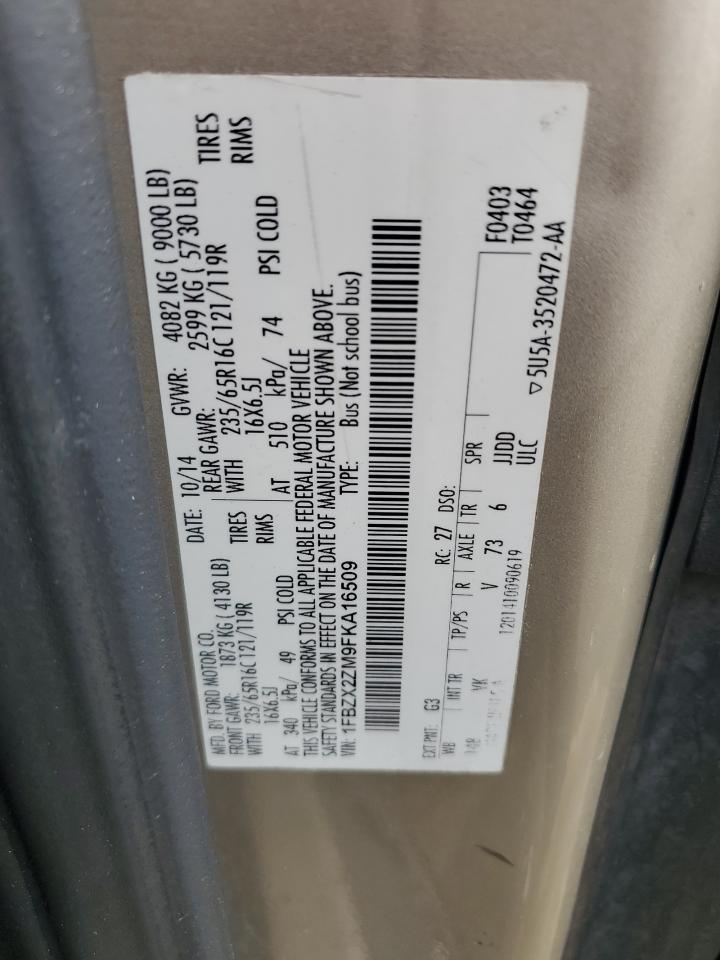 MFD. BY FORD MOTOR CO. DATE: 10/14 GVWR: 4082 KG ( 9000 LB)
FRONT GAWR: 1873 KG ( 4130 LB) REAR GAWR: 2599 KG ( 5730 LB)
WITH 235/65R16C 121/119R TIRES WITH 235/65R16C 121/119R TIRES
16X6.5J RIMS 16X6.5J RIMS
AT 340 kPa/ 49 PSI COLD AT 510 kPa/ 74 PSI COLD
THIS VEHICLE CONFORMS TO ALL APPLICABLE FEDERAL MOTOR VEHICLE
SAFETY STANDARDS IN EFFECT ON THE DATE OF MANUFACTURE SHOWN ABOVE.
VIN: 1FBZX2ZM9FKA16509 TYPE: Bus (Not school bus)
EXT PNT: G3 RC: 27 DSO:
WB INT TR TP/PS R AXLE TR SPR F0403
148 VK V 73 6 JJDD T0464
1201410090619 ULC
▽ 5U5A-3520472-AA